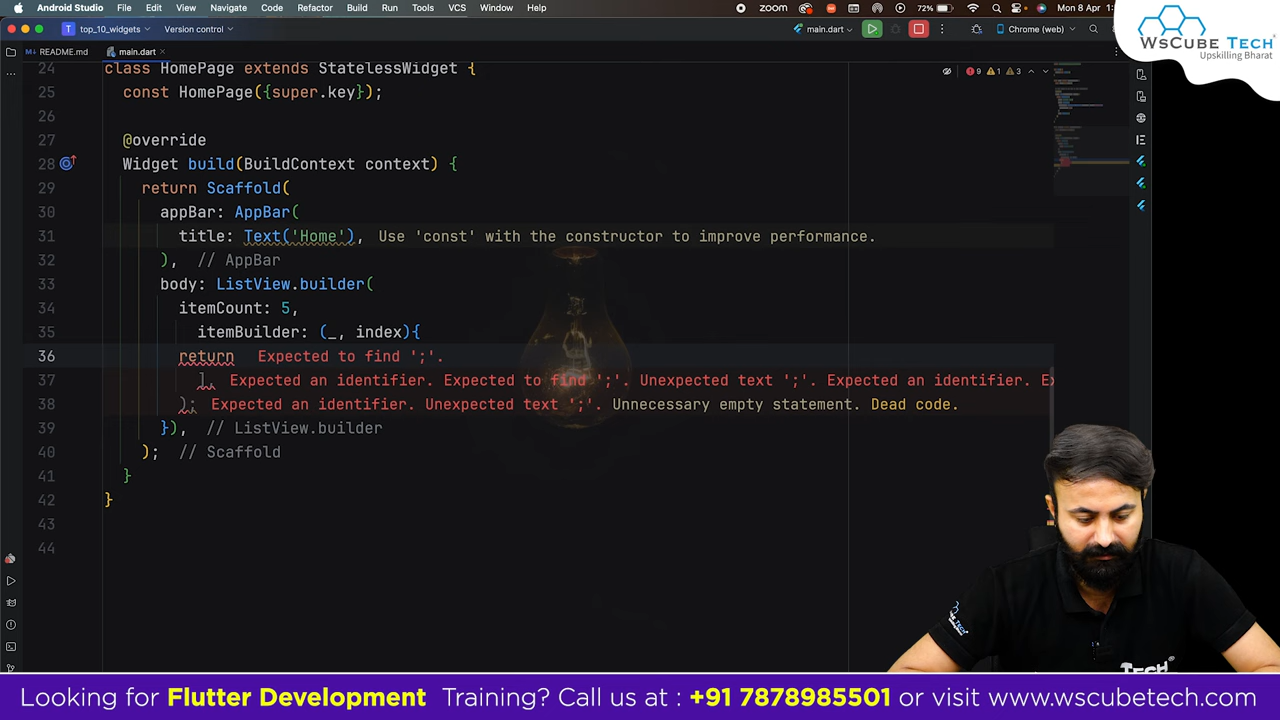 Android Studio File Edit View Navigate Code Refactor Build Run Tools VCS Window Help zoom 72% Mon 8 Apr 1:
T top_10_widgets Version control main.dart Chrome (web)
WsCube Tech
Upskilling Bharat
README.md main.dart
24 class HomePage extends StatelessWidget { 9 1 3
25 const HomePage({super.key});
26
27 @override
28 Widget build(BuildContext context) {
29 return Scaffold(
30 appBar: AppBar(
31 title: Text('Home'), Use 'const' with the constructor to improve performance.
32 ), // AppBar
33 body: ListView.builder(
34 itemCount: 5,
35 itemBuilder: (_, index){
36 return Expected to find ';'.
37 ], Expected an identifier. Expected to find ';'. Unexpected text ';'. Expected an identifier. Ex
38 ); Expected an identifier. Unexpected text ';'. Unnecessary empty statement. Dead code.
39 }), // ListView.builder
40 ); // Scaffold
41 }
42 }
43
44
TECH
Looking for Flutter Development Training? Call us at : +91 7878985501 or visit www.wscubetech.com